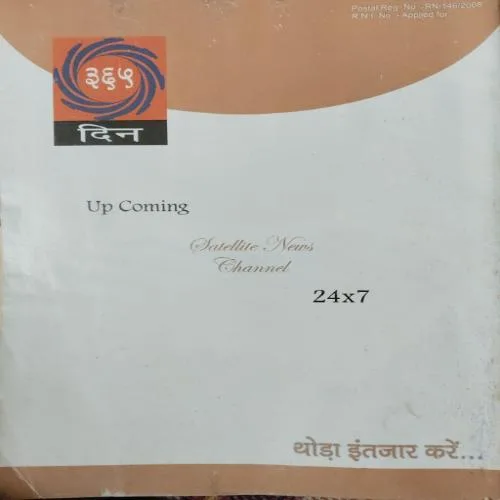 Postal Reg. No. -RN/146/2008
R.N.I. No. - Applied for
३६५
दिन
Up Coming
Satellite News
Channel
24x7
थोड़ा इंतजार करें...